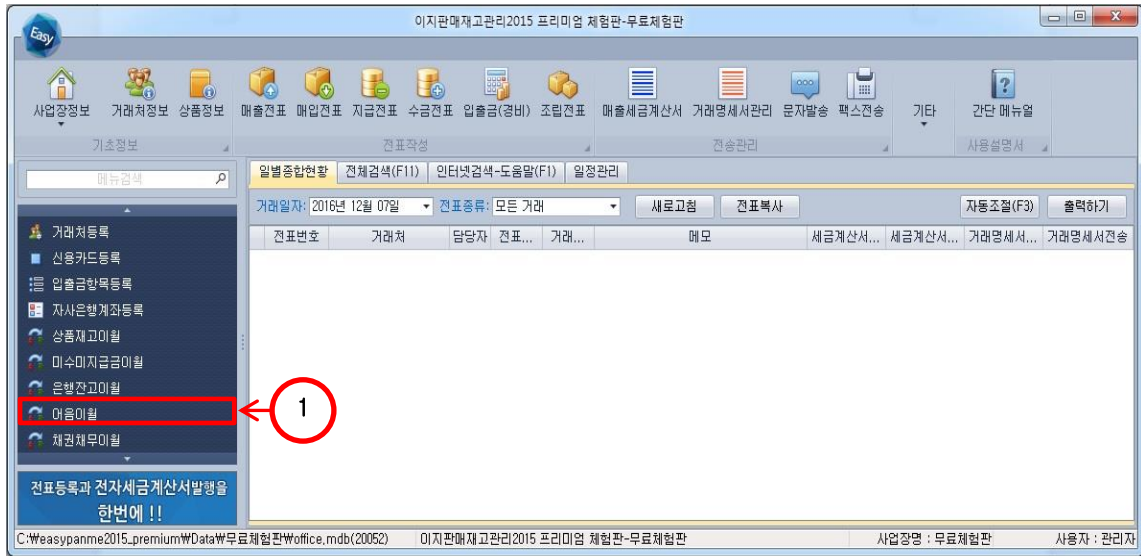 이지판매재고관리2015 프리미엄 체험판-무료체험판
Easy
사업장정보 거래처정보 상품정보 매출전표 매입전표 지급전표 수금전표 입출금(경비) 조립전표 매출세금계산서 거래명세서관리 문자발송 팩스전송 기타 간단 메뉴얼
기초정보 전표작성 전송관리 사용설명서
메뉴검색
일별종합현황 전체검색(F11) 인터넷검색-도움말(F1) 일정관리
거래일자: 2016년 12월 07일 전표종류: 모든 거래 새로고침 전표복사 자동조절(F3) 출력하기
전표번호 거래처 담당자 전표... 거래... 메모 세금계산서... 세금계산서... 거래명세서... 거래명세서전송
거래처등록
신용카드등록
입출금항목등록
자사은행계좌등록
상품재고이월
미수미지급금이월
은행잔고이월
어음이월
1
채권채무이월
전표등록과 전자세금계산서발행을
한번에 !!
C:₩easypanme2015_premium₩Data₩무료체험판₩office,mdb(20052) 이지판매재고관리2015 프리미엄 체험판-무료체험판 사업장명 : 무료체험판 사용자 : 관리자